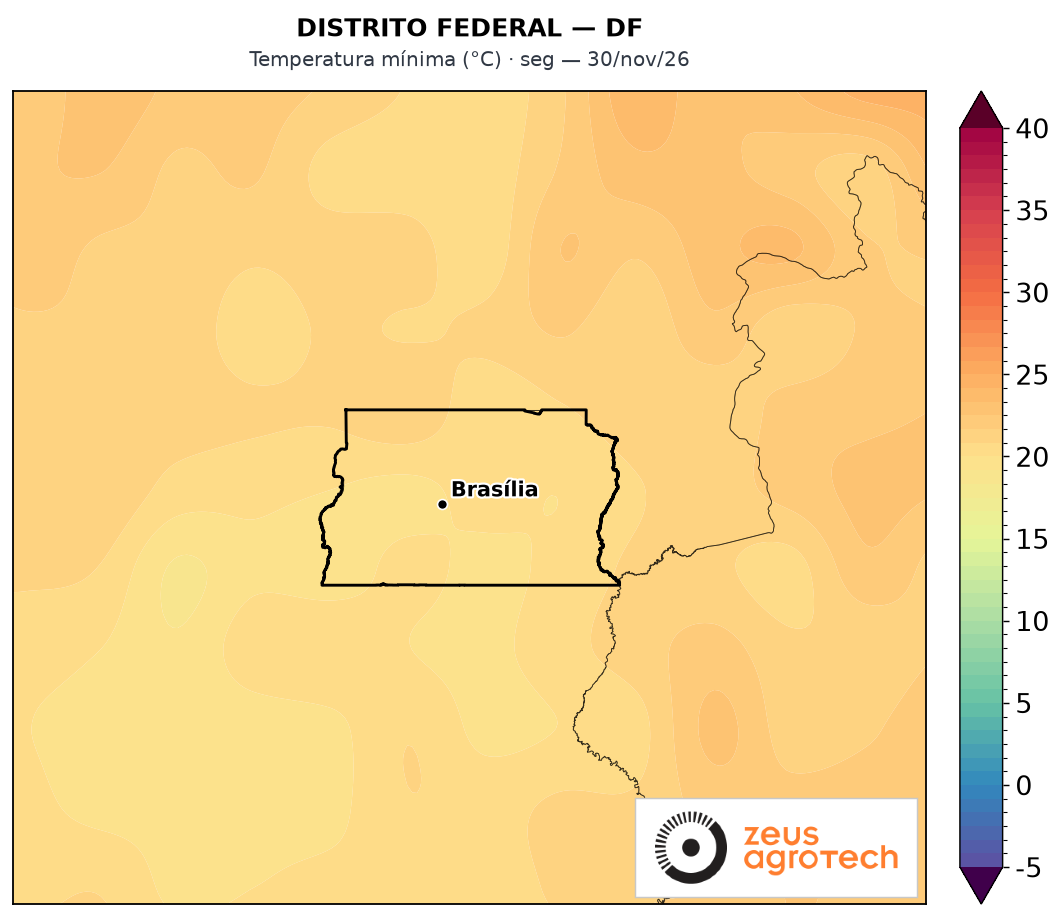 DISTRITO FEDERAL — DF
Temperatura mínima (°C) · seg — 30/nov/26
40
35
30
25
20
15
10
5
0
-5
Brasília
zeus
agrotech